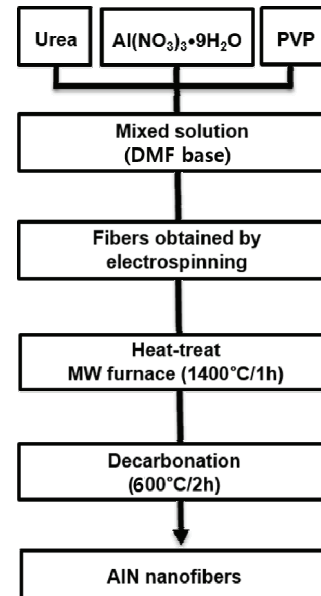 Urea
Al(NO₃)₃•9H₂O
PVP
Mixed solution
(DMF base)
Fibers obtained by
electrospinning
Heat-treat
MW furnace (1400°C/1h)
Decarbonation
(600°C/2h)
AlN nanofibers